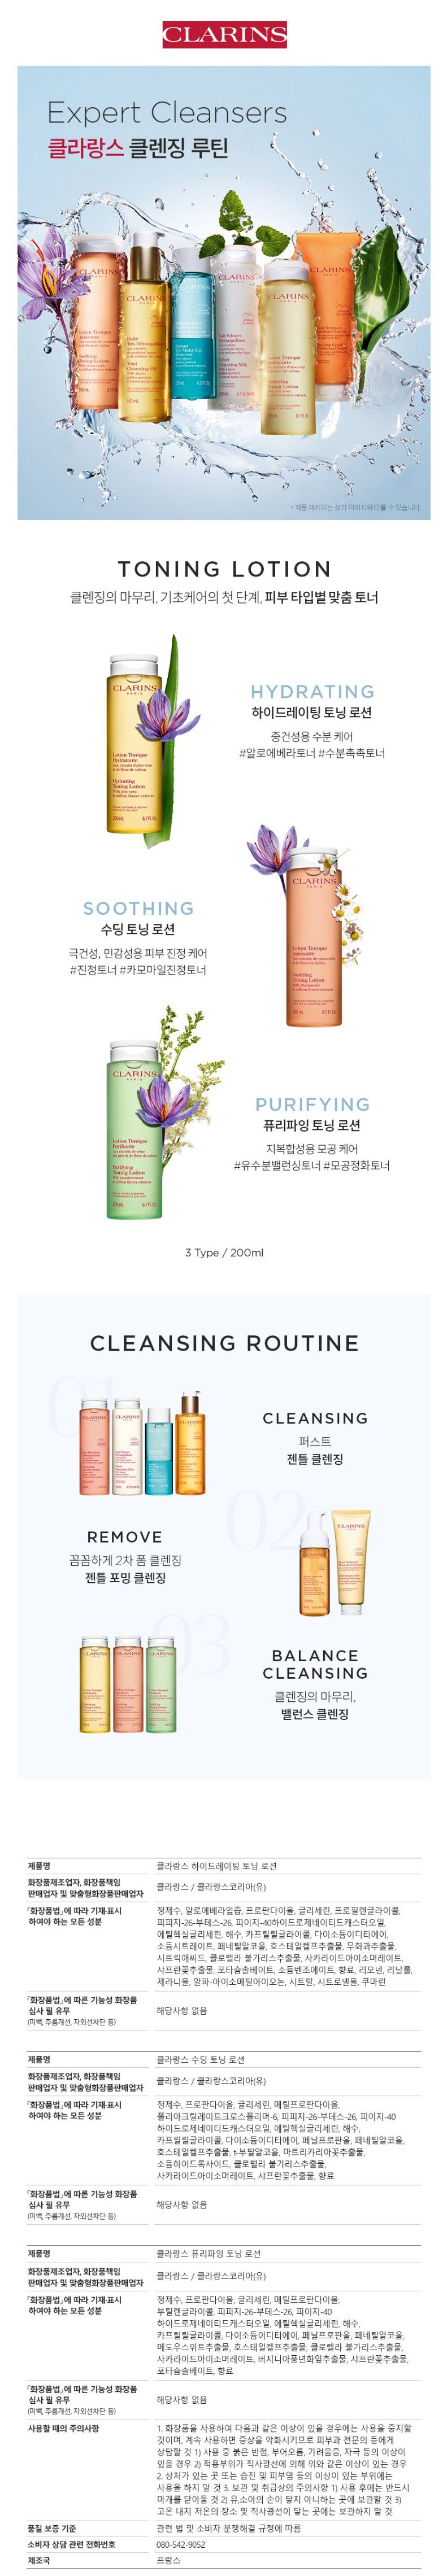 CLARINS
Expert Cleansers
클라랑스 클렌징 루틴
* 제품 패키지는 상기 이미지와 다를 수 있습니다.
TONING LOTION
클렌징의 마무리, 기초케어의 첫 단계, 피부 타입별 맞춤 토너
HYDRATING
하이드레이팅 토닝 로션
중건성용 수분 케어
#알로에베라토너 #수분촉촉토너
SOOTHING
수딩 토닝 로션
극건성, 민감성용 피부 진정 케어
#진정토너 #카모마일진정토너
PURIFYING
퓨리파잉 토닝 로션
지복합성용 모공 케어
#유수분밸런싱토너 #모공정화토너
3 Type / 200ml
CLEANSING ROUTINE
01
CLEANSING
퍼스트
젠틀 클렌징
02
REMOVE
꼼꼼하게 2차 폼 클렌징
젠틀 포밍 클렌징
03
BALANCE
CLEANSING
클렌징의 마무리,
밸런스 클렌징
제품명 클라랑스 하이드레이팅 토닝 로션
화장품제조업자, 화장품책임
판매업자 및 맞춤형화장품판매업자
클라랑스 / 클라랑스코리아(유)
「화장품법」에 따라 기재·표시
하여야 하는 모든 성분
정제수, 알로에베라잎즙, 프로판다이올, 글리세린, 프로필렌글라이콜,
피피지-26-부테스-26, 피이지-40하이드로제네이티드캐스터오일,
에틸헥실글리세린, 해수, 카프릴릴글라이콜, 다이소듐이디티에이,
소듐시트레이트, 페네틸알코올, 호스테일켈프추출물, 무화과추출물,
시트릭애씨드, 클로렐라 불가리스추출물, 사카라이드아이소머레이트,
사프란꽃추출물, 포타슘솔베이트, 소듐벤조에이트, 향료, 리모넨, 리날룰,
제라니올, 알파-아이소메틸아이오논, 시트랄, 시트로넬올, 쿠마린
「화장품법」에 따른 기능성 화장품
심사 필 유무
(미백, 주름개선, 자외선차단 등)
해당사항 없음
제품명 클라랑스 수딩 토닝 로션
화장품제조업자, 화장품책임
판매업자 및 맞춤형화장품판매업자
클라랑스 / 클라랑스코리아(유)
「화장품법」에 따라 기재·표시
하여야 하는 모든 성분
정제수, 프로판다이올, 글리세린, 메틸프로판다이올,
폴리아크릴레이트크로스폴리머-6, 피피지-26-부테스-26, 피이지-40
하이드로제네이티드캐스터오일, 에틸헥실글리세린, 해수,
카프릴릴글라이콜, 다이소듐이디티에이, 페닐프로판올, 페네틸알코올,
호스테일켈프추출물, t-부틸알코올, 마트리카리아꽃추출물,
소듐하이드록사이드, 클로렐라 불가리스추출물,
사카라이드아이소머레이트, 샤프란꽃추출물, 향료
「화장품법」에 따른 기능성 화장품
심사 필 유무
(미백, 주름개선, 자외선차단 등)
해당사항 없음
제품명 클라랑스 퓨리파잉 토닝 로션
화장품제조업자, 화장품책임
판매업자 및 맞춤형화장품판매업자
클라랑스 / 클라랑스코리아(유)
「화장품법」에 따라 기재·표시
하여야 하는 모든 성분
정제수, 프로판다이올, 글리세린, 메틸프로판다이올,
부틸렌글라이콜, 피피지-26-부테스-26, 피이지-40
하이드로제네이티드캐스터오일, 에틸헥실글리세린, 해수,
카프릴릴글라이콜, 다이소듐이디티에이, 페닐프로판올, 페네틸알코올,
메도우스위트추출물, 호스테일켈프추출물, 클로렐라 불가리스추출물,
사카라이드아이소머레이트, 버지니아풍년화잎추출물, 사프란꽃추출물,
포타슘솔베이트, 향료
「화장품법」에 따른 기능성 화장품
심사 필 유무
(미백, 주름개선, 자외선차단 등)
해당사항 없음
사용할 때의 주의사항
1. 화장품을 사용하여 다음과 같은 이상이 있을 경우에는 사용을 중지할
것이며, 계속 사용하면 증상을 악화시키므로 피부과 전문의 등에게
상담할 것 1) 사용 중 붉은 반점, 부어오름, 가려움증, 자극 등의 이상이
있을 경우 2) 적용부위가 직사광선에 의해 위와 같은 이상이 있는 경우
2. 상처가 있는 곳 또는 습진 및 피부염 등의 이상이 있는 부위에는
사용을 하지 말 것 3. 보관 및 취급상의 주의사항 1) 사용 후에는 반드시
마개를 닫아둘 것 2) 유,소아의 손이 닿지 아니하는 곳에 보관할 것 3)
고온 내지 저온의 장소 및 직사광선이 닿는 곳에는 보관하지 말 것
품질 보증 기준 관련 법 및 소비자 분쟁해결 규정에 따름
소비자 상담 관련 전화번호 080-542-9052
제조국 프랑스